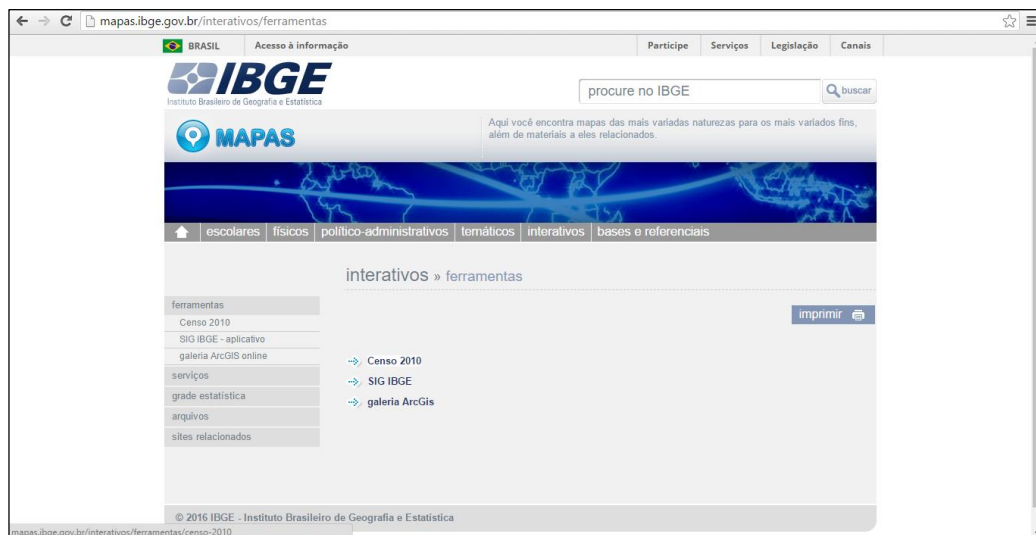 mapas.ibge.gov.br/interativos/ferramentas
BRASIL Acesso à informação Participe Serviços Legislação Canais
IBGE
Instituto Brasileiro de Geografia e Estatística
procure no IBGE buscar
MAPAS
Aqui você encontra mapas das mais variadas naturezas para os mais variados fins,
além de materiais a eles relacionados.
escolares físicos político-administrativos temáticos interativos bases e referenciais
interativos » ferramentas
imprimir
ferramentas
Censo 2010
SIG IBGE - aplicativo
galeria ArcGIS online
serviços
grade estatística
arquivos
sites relacionados
Censo 2010
SIG IBGE
galeria ArcGis
© 2016 IBGE - Instituto Brasileiro de Geografia e Estatística
mapas.ibge.gov.br/interativos/ferramentas/censo-2010